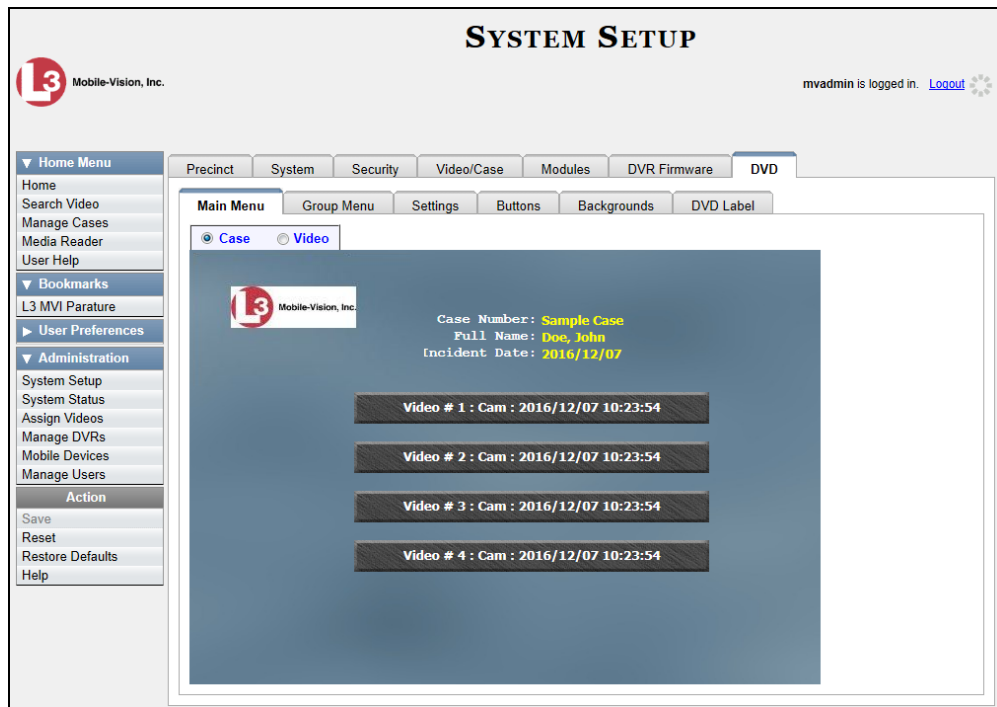 SYSTEM SETUP
L3 Mobile-Vision, Inc.
mvadmin is logged in. Logout
▼ Home Menu
Home
Search Video
Manage Cases
Media Reader
User Help
▼ Bookmarks
L3 MVI Parature
▶ User Preferences
▼ Administration
System Setup
System Status
Assign Videos
Manage DVRs
Mobile Devices
Manage Users
Action
Save
Reset
Restore Defaults
Help
Precinct System Security Video/Case Modules DVR Firmware DVD
Main Menu Group Menu Settings Buttons Backgrounds DVD Label
Case Video
L3 Mobile-Vision, Inc.
Case Number: Sample Case
Full Name: Doe, John
Incident Date: 2016/12/07
Video # 1 : Cam : 2016/12/07 10:23:54
Video # 2 : Cam : 2016/12/07 10:23:54
Video # 3 : Cam : 2016/12/07 10:23:54
Video # 4 : Cam : 2016/12/07 10:23:54